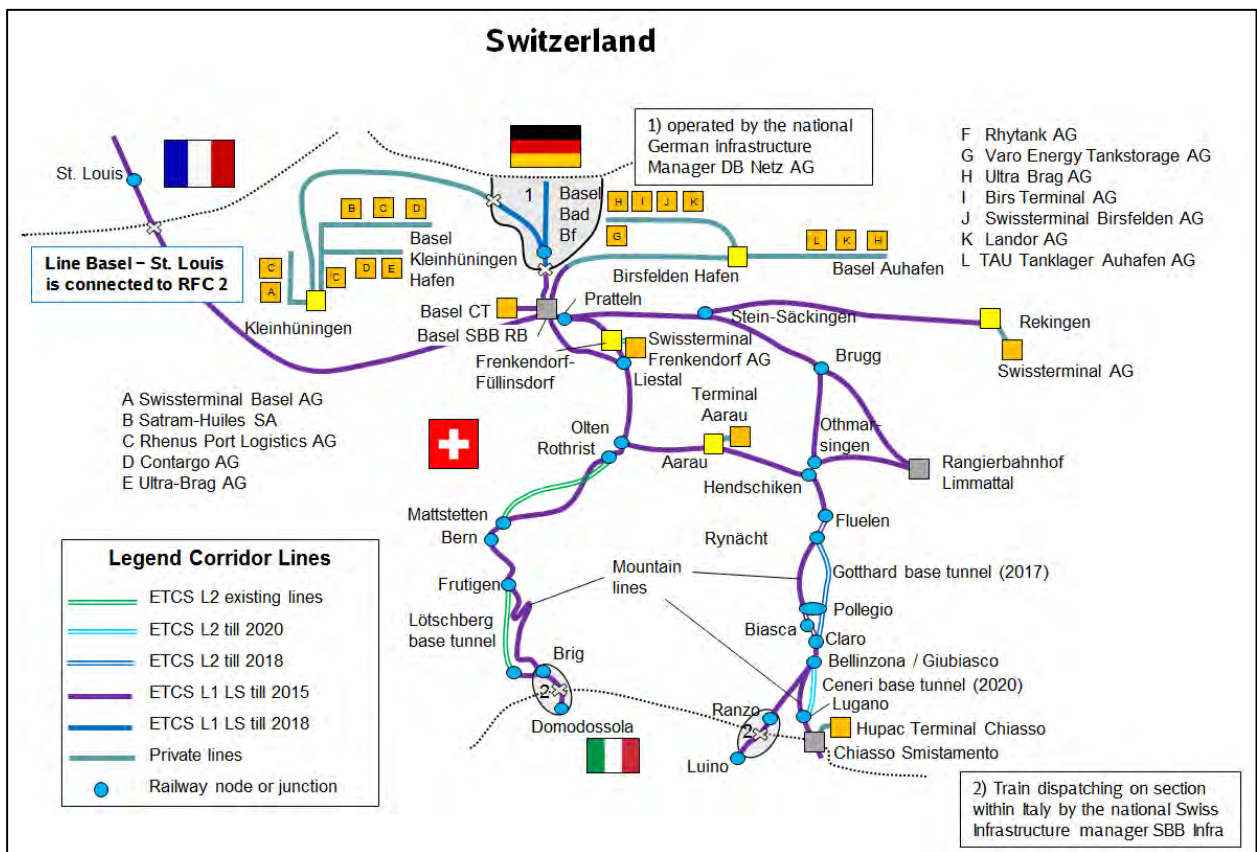 Switzerland
1) operated by the national
German infrastructure
Manager DB Netz AG
F Rhytank AG
G Varo Energy Tankstorage AG
H Ultra Brag AG
I Birs Terminal AG
J Swissterminal Birsfelden AG
K Landor AG
L TAU Tanklager Auhafen AG
St. Louis
1
Basel
Bad
Bf
B C D
H I J K
G
L K H
Line Basel – St. Louis
is connected to RFC 2
C
A
C D E
Basel
Kleinhüningen
Hafen
Kleinhüningen
Birsfelden Hafen
Basel Auhafen
Basel CT
Pratteln
Basel SBB RB
Stein-Säckingen
Rekingen
Swissterminal AG
Frenkendorf-
Füllinsdorf
Swissterminal
Frenkendorf AG
Liestal
Brugg
A Swissterminal Basel AG
B Satram-Huiles SA
C Rhenus Port Logistics AG
D Contargo AG
E Ultra-Brag AG
Terminal
Aarau
Olten
Rothrist
Aarau
Othmar-
singen
Hendschiken
Rangierbahnhof
Limmattal
Mattstetten
Bern
Fluelen
Rynächt
Mountain
lines
Gotthard base tunnel (2017)
Frutigen
Lötschberg
base tunnel
Pollegio
Biasca
Claro
Brig
2
Domodossola
Bellinzona / Giubiasco
Ceneri base tunnel (2020)
Lugano
Ranzo
2
Luino
Hupac Terminal Chiasso
Chiasso Smistamento
Legend Corridor Lines
ETCS L2 existing lines
ETCS L2 till 2020
ETCS L2 till 2018
ETCS L1 LS till 2015
ETCS L1 LS till 2018
Private lines
Railway node or junction
2) Train dispatching on section
within Italy by the national Swiss
Infrastructure manager SBB Infra